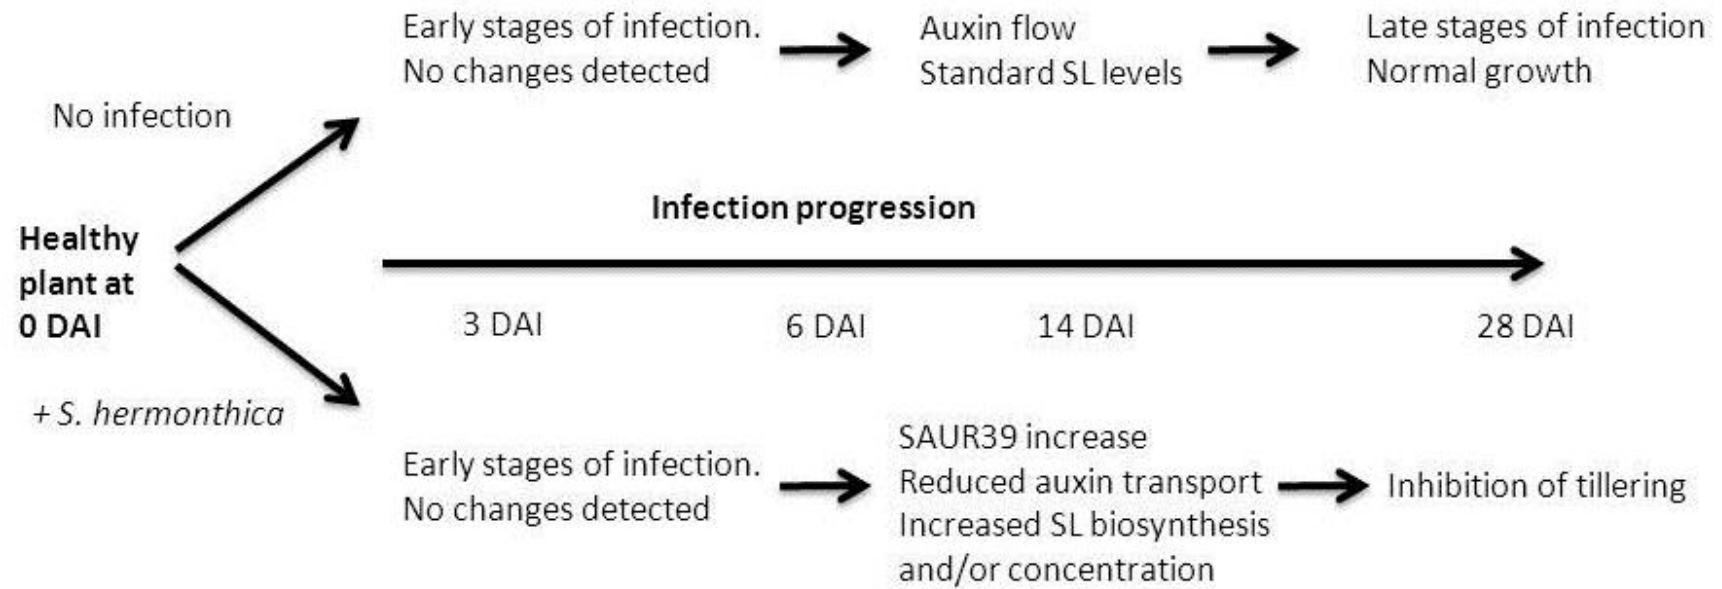 Early stages of infection.
No changes detected
Auxin flow
Standard SL levels
Late stages of infection
Normal growth
No infection
Infection progression
Healthy
plant at
0 DAI
3 DAI
6 DAI
14 DAI
28 DAI
+ S. hermonthica
Early stages of infection.
No changes detected
SAUR39 increase
Reduced auxin transport
Increased SL biosynthesis
and/or concentration
Inhibition of tillering